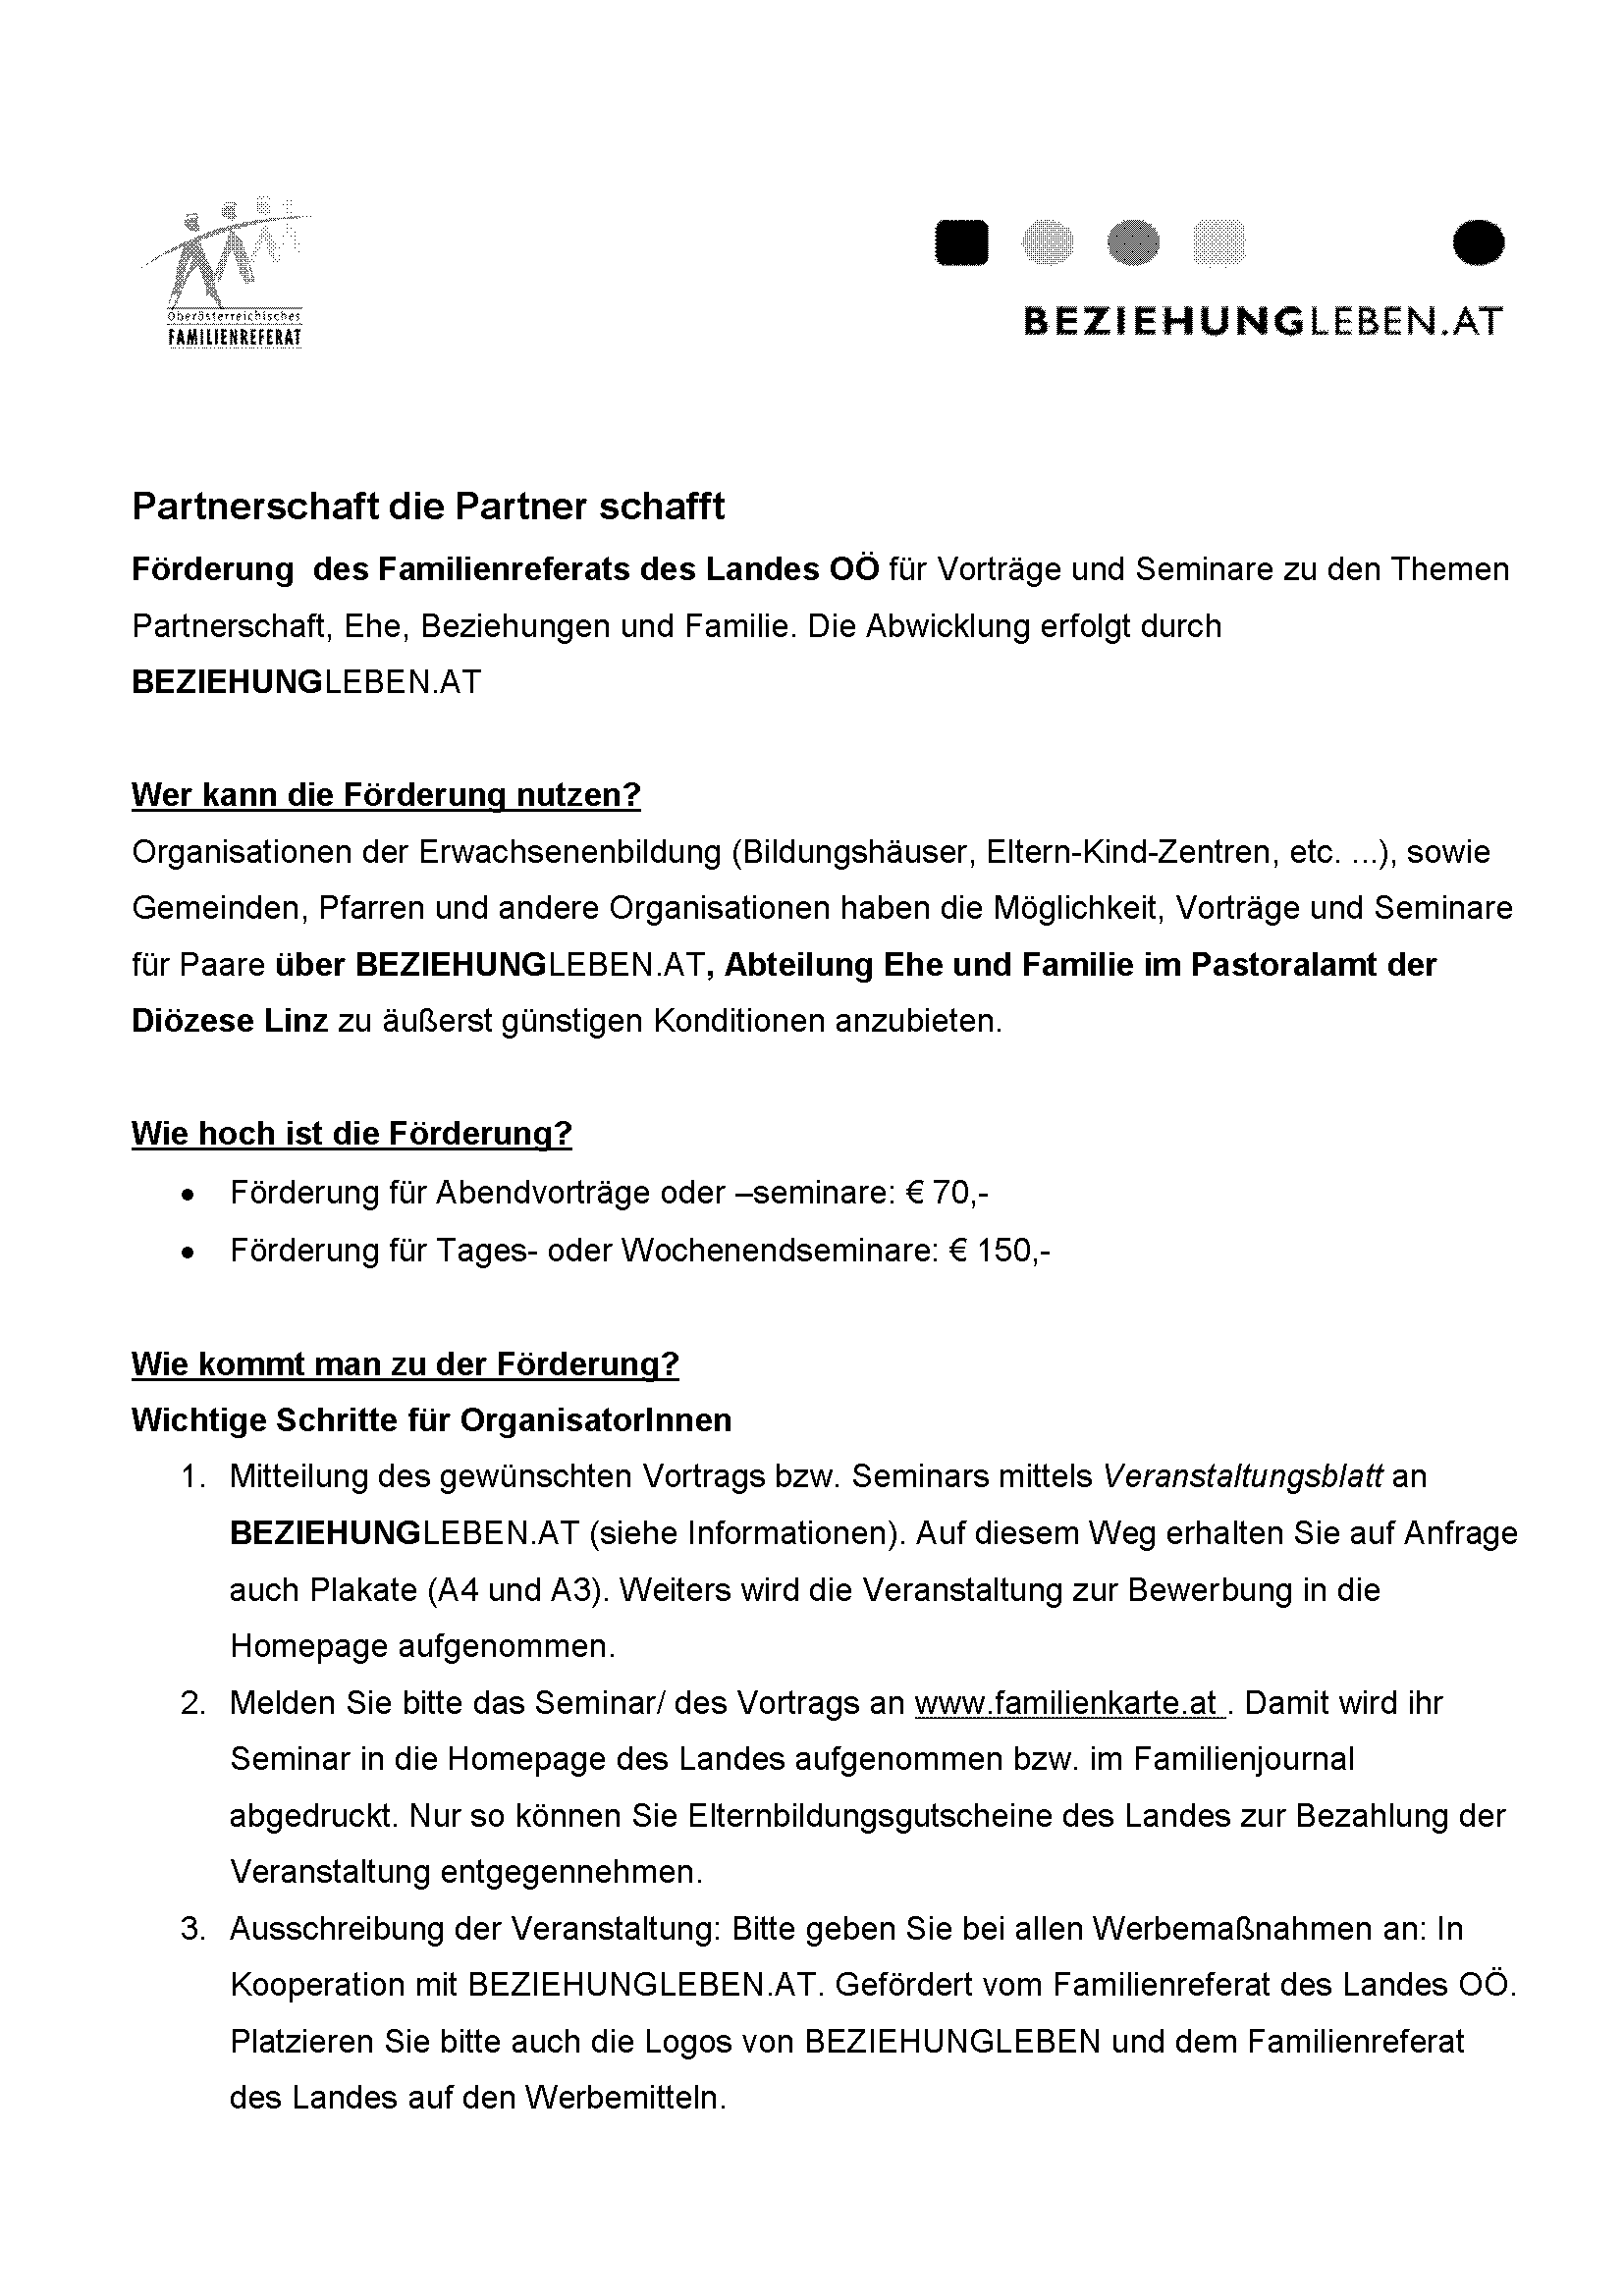 Oberösterreichisches
FAMILIENREFERAT
BEZIEHUNGLEBEN.AT
Partnerschaft die Partner schafft
Förderung  des Familienreferats des Landes OÖ für Vorträge und Seminare zu den Themen
Partnerschaft, Ehe, Beziehungen und Familie. Die Abwicklung erfolgt durch
BEZIEHUNGLEBEN.AT
Wer kann die Förderung nutzen?
Organisationen der Erwachsenenbildung (Bildungshäuser, Eltern-Kind-Zentren, etc. ...), sowie
Gemeinden, Pfarren und andere Organisationen haben die Möglichkeit, Vorträge und Seminare
für Paare über BEZIEHUNGLEBEN.AT, Abteilung Ehe und Familie im Pastoralamt der
Diözese Linz zu äußerst günstigen Konditionen anzubieten.
Wie hoch ist die Förderung?
• Förderung für Abendvorträge oder –seminare: € 70,-
• Förderung für Tages- oder Wochenendseminare: € 150,-
Wie kommt man zu der Förderung?
Wichtige Schritte für OrganisatorInnen
1. Mitteilung des gewünschten Vortrags bzw. Seminars mittels Veranstaltungsblatt an
BEZIEHUNGLEBEN.AT (siehe Informationen). Auf diesem Weg erhalten Sie auf Anfrage
auch Plakate (A4 und A3). Weiters wird die Veranstaltung zur Bewerbung in die
Homepage aufgenommen.
2. Melden Sie bitte das Seminar/ des Vortrags an www.familienkarte.at . Damit wird ihr
Seminar in die Homepage des Landes aufgenommen bzw. im Familienjournal
abgedruckt. Nur so können Sie Elternbildungsgutscheine des Landes zur Bezahlung der
Veranstaltung entgegennehmen.
3. Ausschreibung der Veranstaltung: Bitte geben Sie bei allen Werbemaßnahmen an: In
Kooperation mit BEZIEHUNGLEBEN.AT. Gefördert vom Familienreferat des Landes OÖ.
Platzieren Sie bitte auch die Logos von BEZIEHUNGLEBEN und dem Familienreferat
des Landes auf den Werbemitteln.